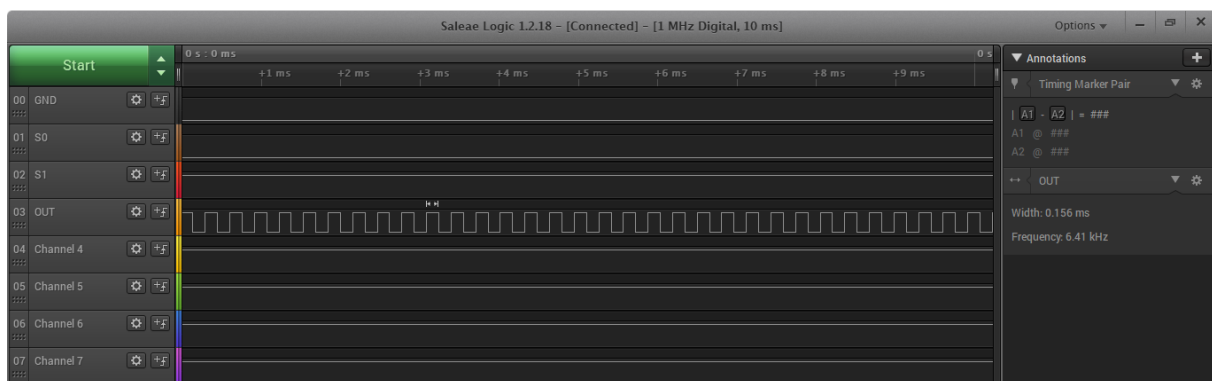 Saleae Logic 1.2.18 - [Connected] - [1 MHz Digital, 10 ms]
Options
Start
0 s : 0 ms
0 s
+1 ms +2 ms +3 ms +4 ms +5 ms +6 ms +7 ms +8 ms +9 ms
00 GND
01 S0
02 S1
03 OUT
04 Channel 4
05 Channel 5
06 Channel 6
07 Channel 7
Annotations
Timing Marker Pair
| A1 - A2 | = ###
A1 @ ###
A2 @ ###
OUT
Width: 0.156 ms
Frequency: 6.41 kHz